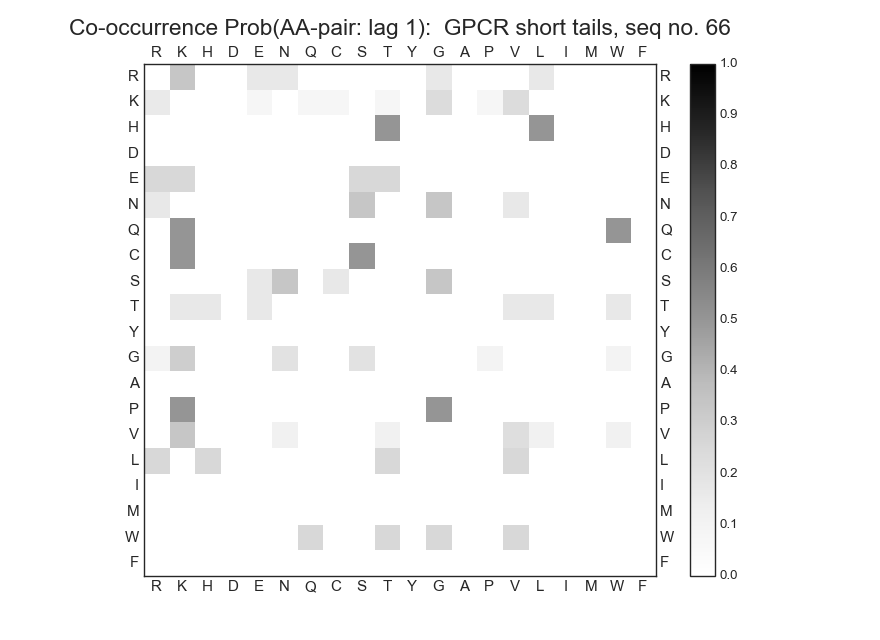 Co-occurrence Prob(AA-pair: lag 1):  GPCR short tails, seq no. 66
R K H D E N Q C S T Y G A P V L I M W F
R R 1.0
K K 0.9
H H
D D 0.8
E E
N N 0.7
Q Q
C C 0.6
S S
T T 0.5
Y Y
G G 0.4
A A
P P 0.3
V V
L L 0.2
I I
M M 0.1
W W
F F 0.0
R K H D E N Q C S T Y G A P V L I M W F